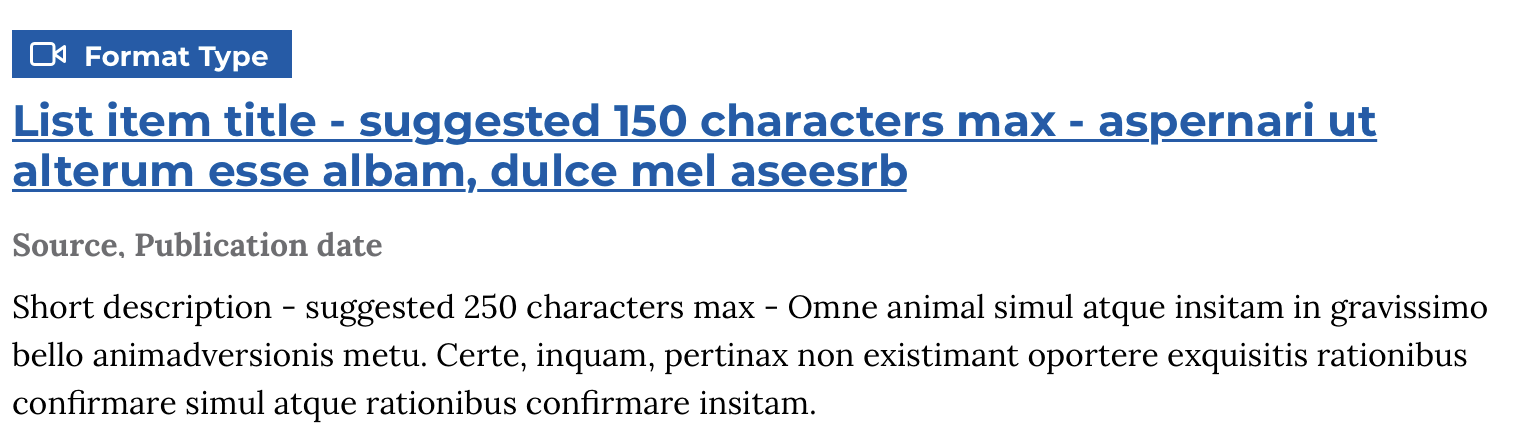 Format Type
List item title - suggested 150 characters max - aspernari ut
alterum esse albam, dulce mel aseesrb
Source, Publication date
Short description - suggested 250 characters max - Omne animal simul atque insitam in gravissimo
bello animadversionis metu. Certe, inquam, pertinax non existimant oportere exquisitis rationibus
confirmare simul atque rationibus confirmare insitam.